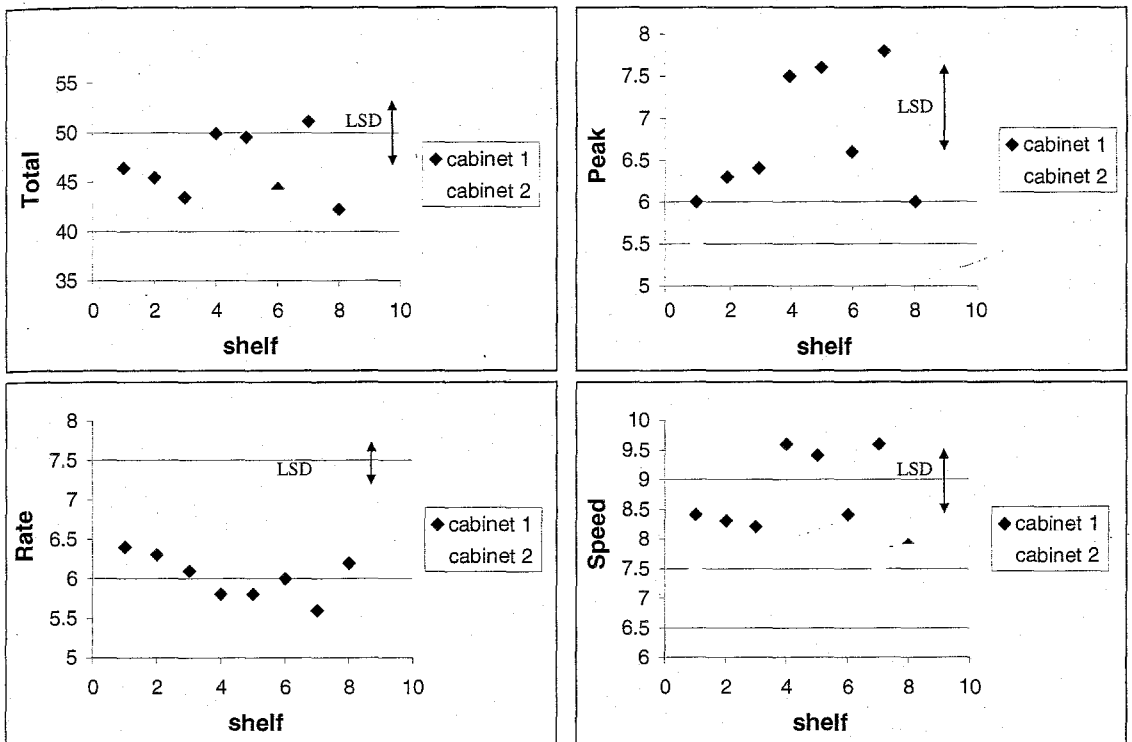 Total
55
50
45
40
35
0 2 4 6 8 10
shelf
LSD
cabinet 1
cabinet 2
Peak
8
7.5
7
6.5
6
5.5
5
0 2 4 6 8 10
shelf
LSD
cabinet 1
cabinet 2
Rate
8
7.5
7
6.5
6
5.5
5
0 2 4 6 8 10
shelf
LSD
cabinet 1
cabinet 2
Speed
10
9.5
9
8.5
8
7.5
7
6.5
6
0 2 4 6 8 10
shelf
LSD
cabinet 1
cabinet 2